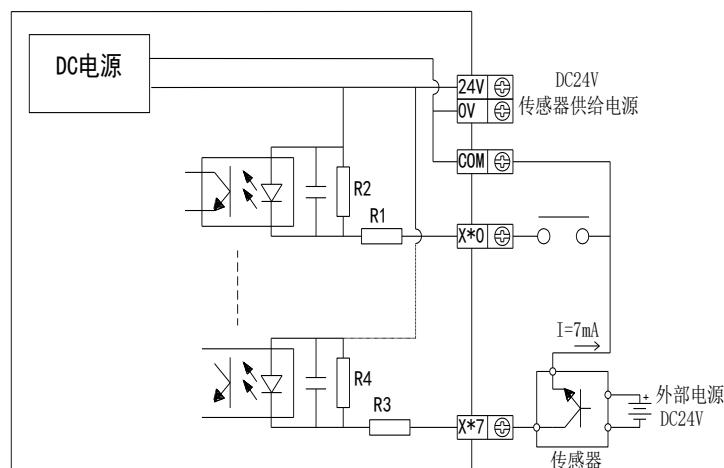 DC电源
24V
0V
DC24V
传感器供给电源
COM
R2
R1
X*0
I=7mA
R4
R3
X*7
+
外部电源
DC24V
传感器